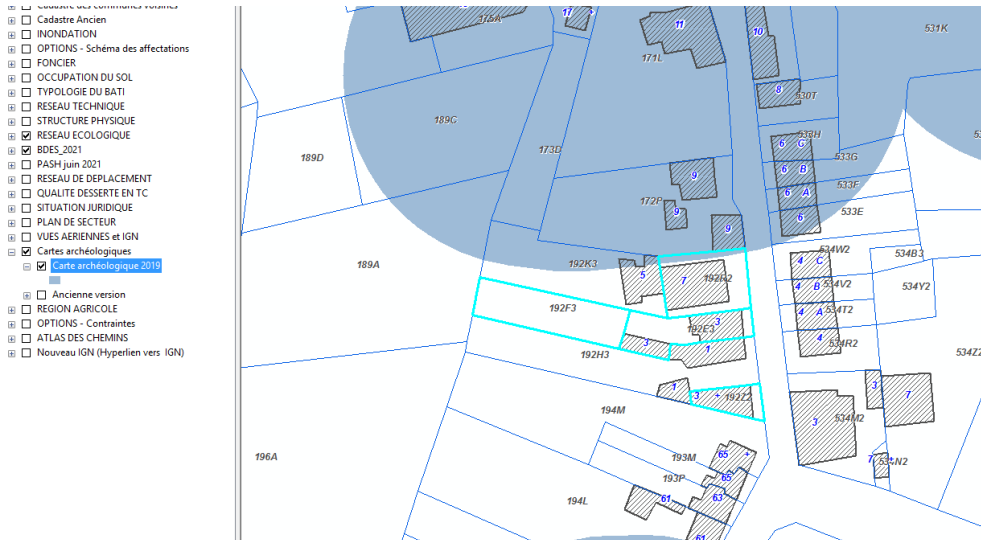 Cadastre des communes voisines
Cadastre Ancien
INONDATION
OPTIONS - Schéma des affectations
FONCIER
OCCUPATION DU SOL
TYPOLOGIE DU BATI
RESEAU TECHNIQUE
STRUCTURE PHYSIQUE
RESEAU ECOLOGIQUE
BDES_2021
PASH juin 2021
RESEAU DE DEPLACEMENT
QUALITE DESSERTE EN TC
SITUATION JURIDIQUE
PLAN DE SECTEUR
VUES AERIENNES et IGN
Cartes archéologiques
Carte archéologique 2019
Ancienne version
REGION AGRICOLE
OPTIONS - Contraintes
ATLAS DES CHEMINS
Nouveau IGN (Hyperlien vers IGN)
175A
17 +
11
10
531K
171L
8
530T
189C
173D
533H
6 C
189D
533G
6 B
9
533F
6 A
172P
9
533E
6
9
534W2
534B3
189A
192K3
4 C
5
7
192R2
534V2
4 B
534Y2
192F3
534T2
4 A
3
192E3
4
534R2
3
1
192H3
534Z2
1
3 +
192Z2
3
7
194M
3
534M2
196A
193M
65 +
7 +
534N2
193P
65
194L
61
63
61